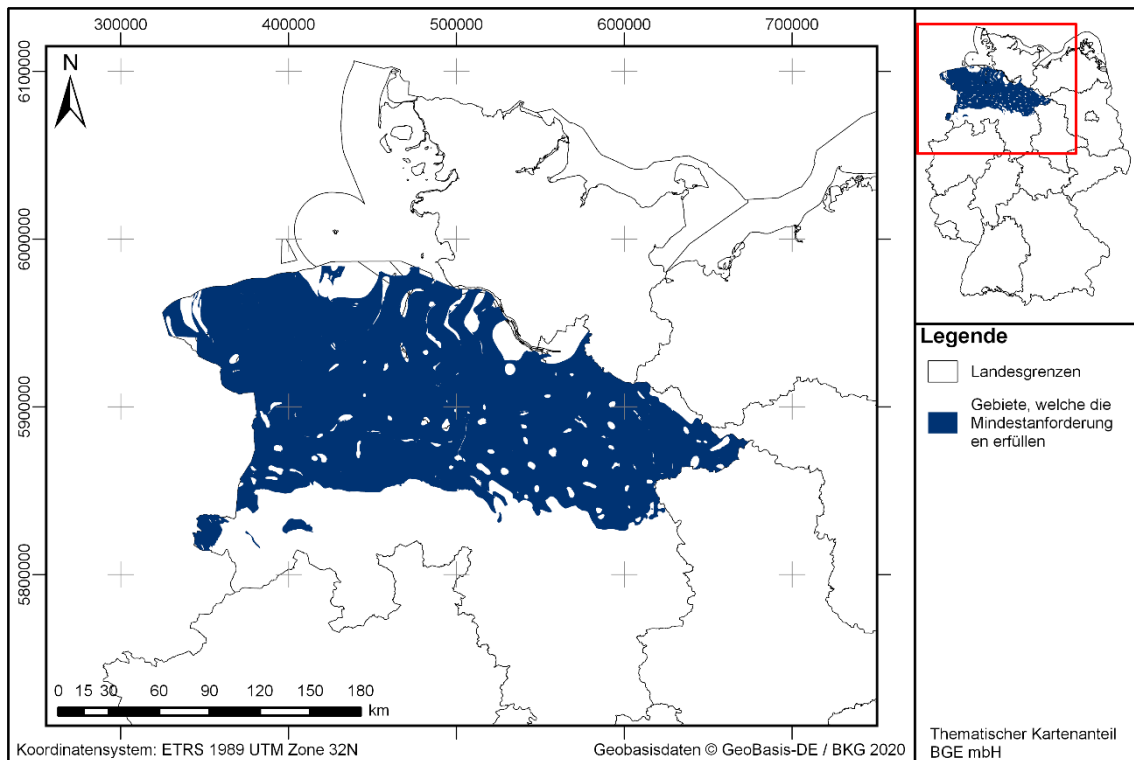 300000 400000 500000 600000 700000
6100000
6000000
5900000
5800000
N
0 15 30 60 90 120 150 180
km
Koordinatensystem: ETRS 1989 UTM Zone 32N
Geobasisdaten © GeoBasis-DE / BKG 2020
Legende
Landesgrenzen
Gebiete, welche die
Mindestanforderung
en erfüllen
Thematischer Kartenanteil
BGE mbH